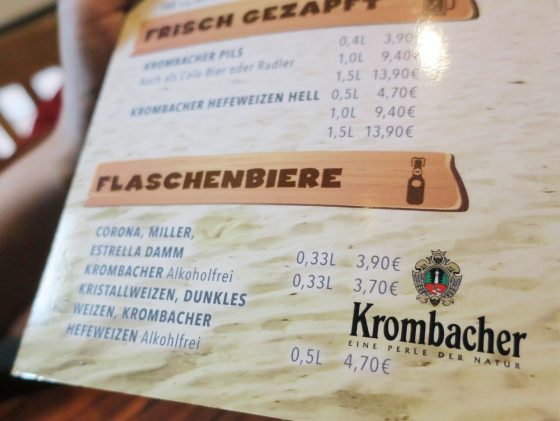 FRISCH GEZAPFT
KROMBACHER PILS 0,4L 3,90€
Auch als Cola-Bier oder Radler 1,0L 9,40€
1,5L 13,90€
KROMBACHER HEFEWEIZEN HELL 0,5L 4,70€
1,0L 9,40€
1,5L 13,90€
FLASCHENBIERE
CORONA, MILLER,
ESTRELLA DAMM 0,33L 3,90€
KROMBACHER Alkoholfrei 0,33L 3,70€
KRISTALLWEIZEN, DUNKLES
WEIZEN, KROMBACHER
HEFEWEIZEN Alkohlfrei 0,5L 4,70€
Krombacher
EINE PERLE DER NATUR